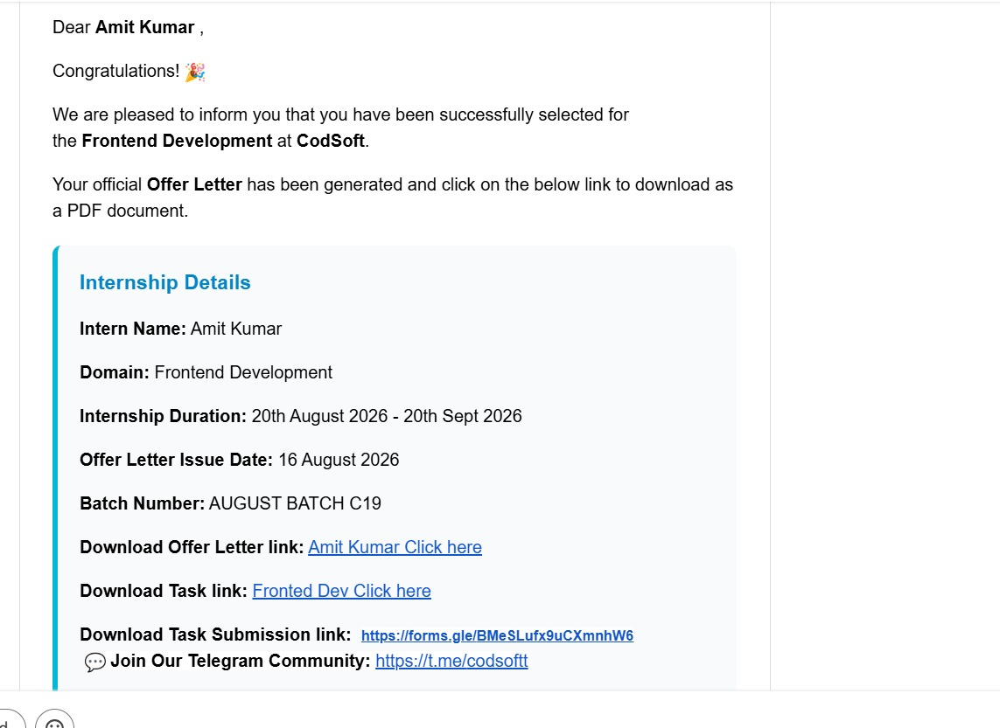 Dear Amit Kumar ,
Congratulations! 🎉
We are pleased to inform you that you have been successfully selected for
the Frontend Development at CodSoft.
Your official Offer Letter has been generated and click on the below link to download as
a PDF document.
Internship Details
Intern Name: Amit Kumar
Domain: Frontend Development
Internship Duration: 20th August 2026 - 20th Sept 2026
Offer Letter Issue Date: 16 August 2026
Batch Number: AUGUST BATCH C19
Download Offer Letter link: Amit Kumar Click here
Download Task link: Fronted Dev Click here
Download Task Submission link: https://forms.gle/BMeSLufx9uCXmnhW6
💬 Join Our Telegram Community: https://t.me/codsoftt